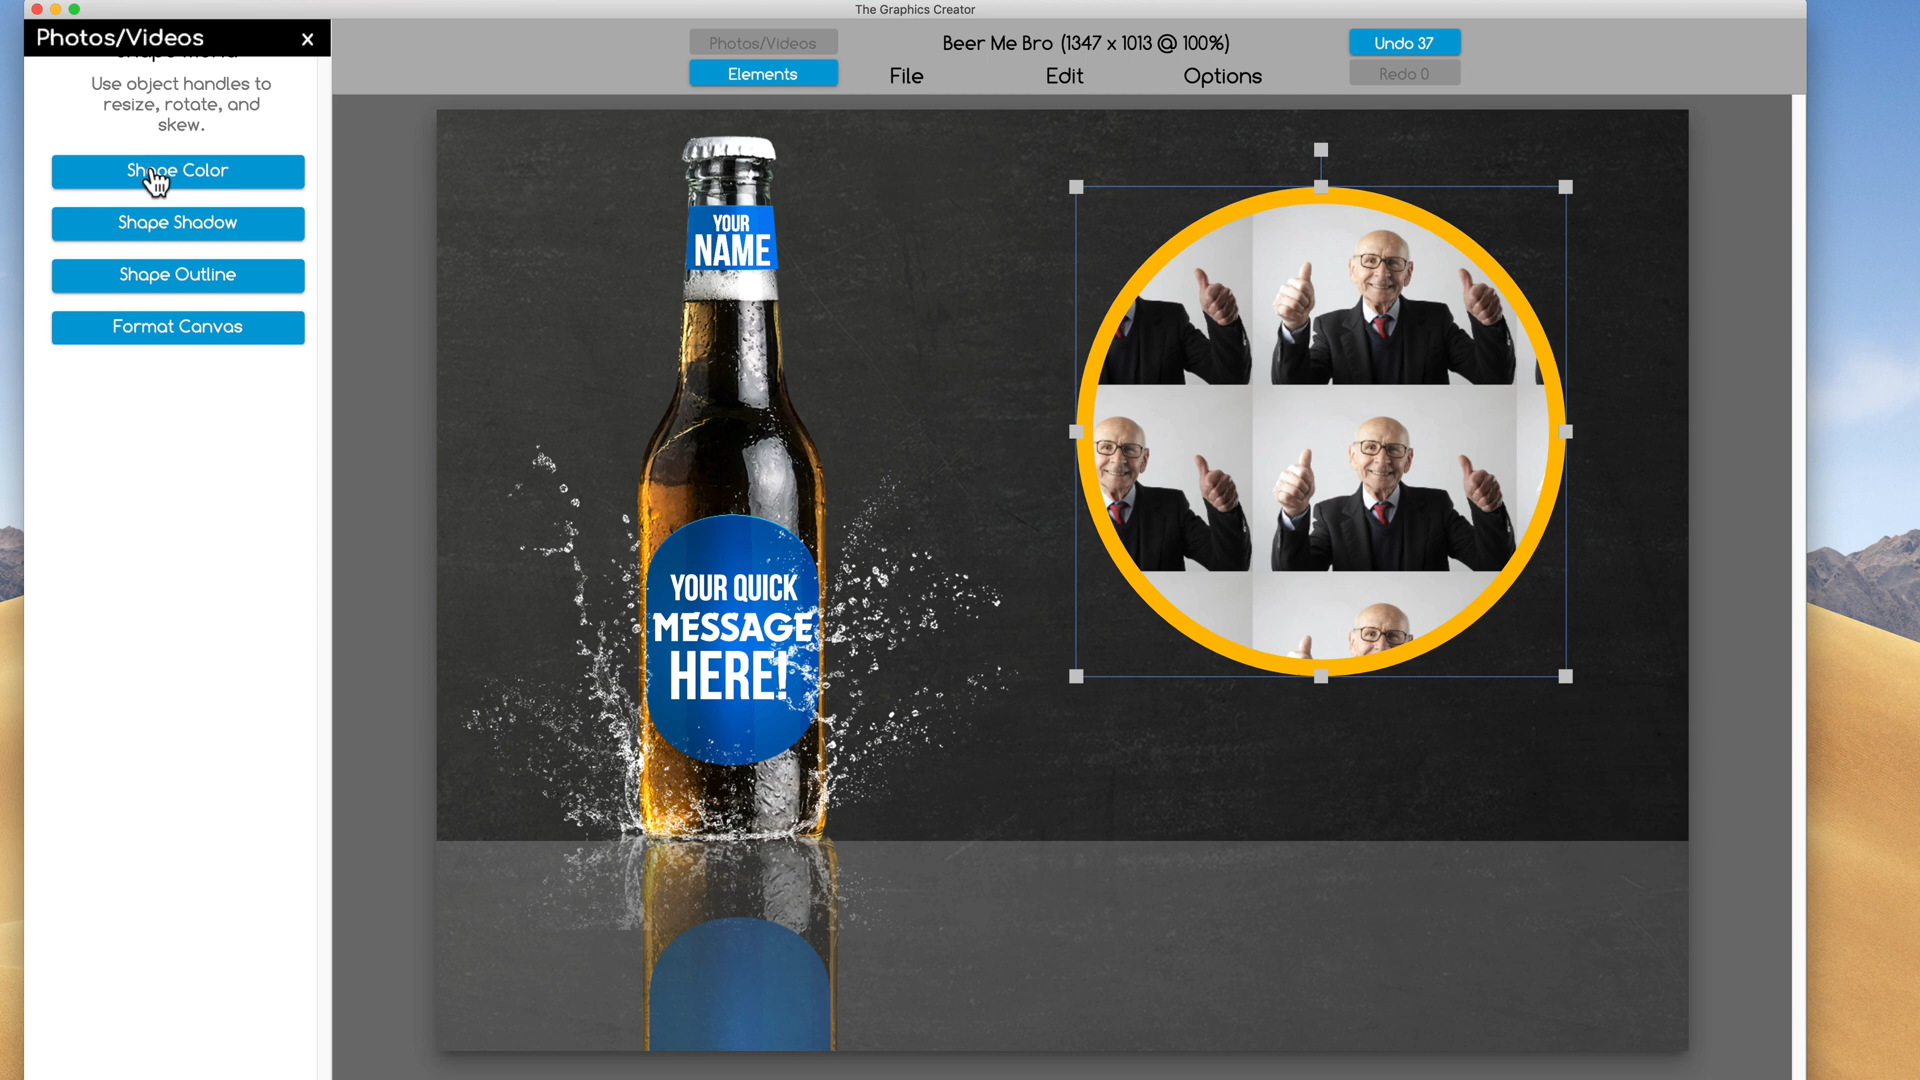 The Graphics Creator
Photos/Videos
X
Use object handles to
resize, rotate, and
skew.
Shape Color
Shape Shadow
Shape Outline
Format Canvas
Photos/Videos
Elements
Beer Me Bro (1347 x 1013 @ 100%)
File
Edit
Options
Undo 37
Redo 0
YOUR
NAME
YOUR QUICK
MESSAGE
HERE!